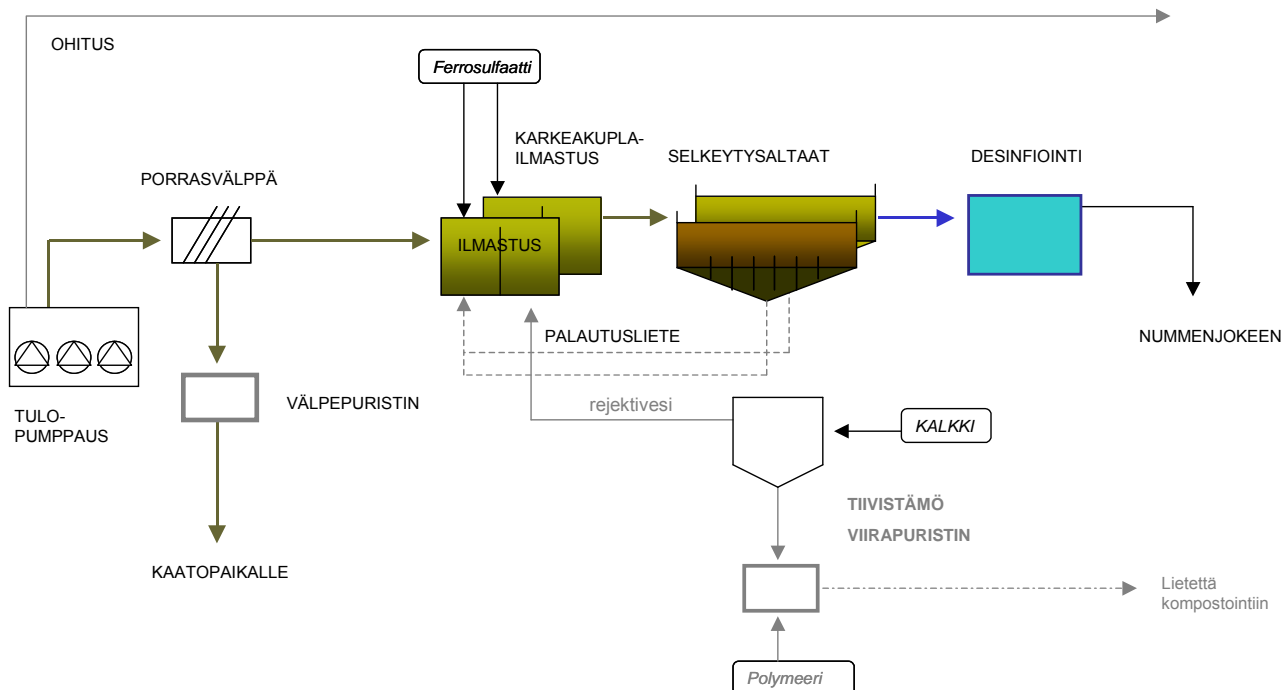 OHITUS
Ferrosulfaatti
KARKEAKUPLA-
ILMASTUS
SELKEYTYSALTAAT
DESINFIOINTI
PORRASVÄLPPÄ
ILMASTUS
PALAUTUSLIETE
NUMMENJOKEEN
TULO-
PUMPPAUS
VÄLPEPURISTIN
rejektivesi
KALKKI
TIIVISTÄMÖ
VIIRAPURISTIN
KAATOPAIKALLE
Lietettä
kompostointiin
Polymeeri